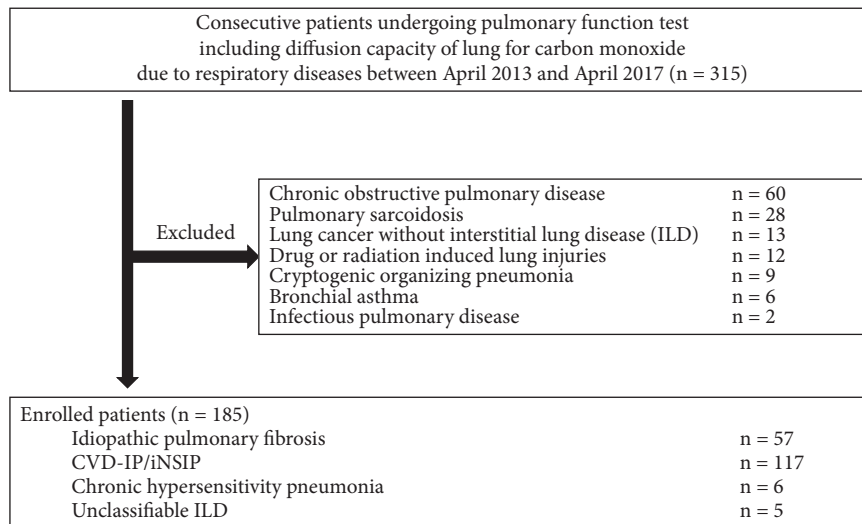 Consecutive patients undergoing pulmonary function test
including diffusion capacity of lung for carbon monoxide
due to respiratory diseases between April 2013 and April 2017 (n = 315)
Excluded
Chronic obstructive pulmonary disease n = 60
Pulmonary sarcoidosis n = 28
Lung cancer without interstitial lung disease (ILD) n = 13
Drug or radiation induced lung injuries n = 12
Cryptogenic organizing pneumonia n = 9
Bronchial asthma n = 6
Infectious pulmonary disease n = 2
Enrolled patients (n = 185)
Idiopathic pulmonary fibrosis n = 57
CVD-IP/iNSIP n = 117
Chronic hypersensitivity pneumonia n = 6
Unclassifiable ILD n = 5